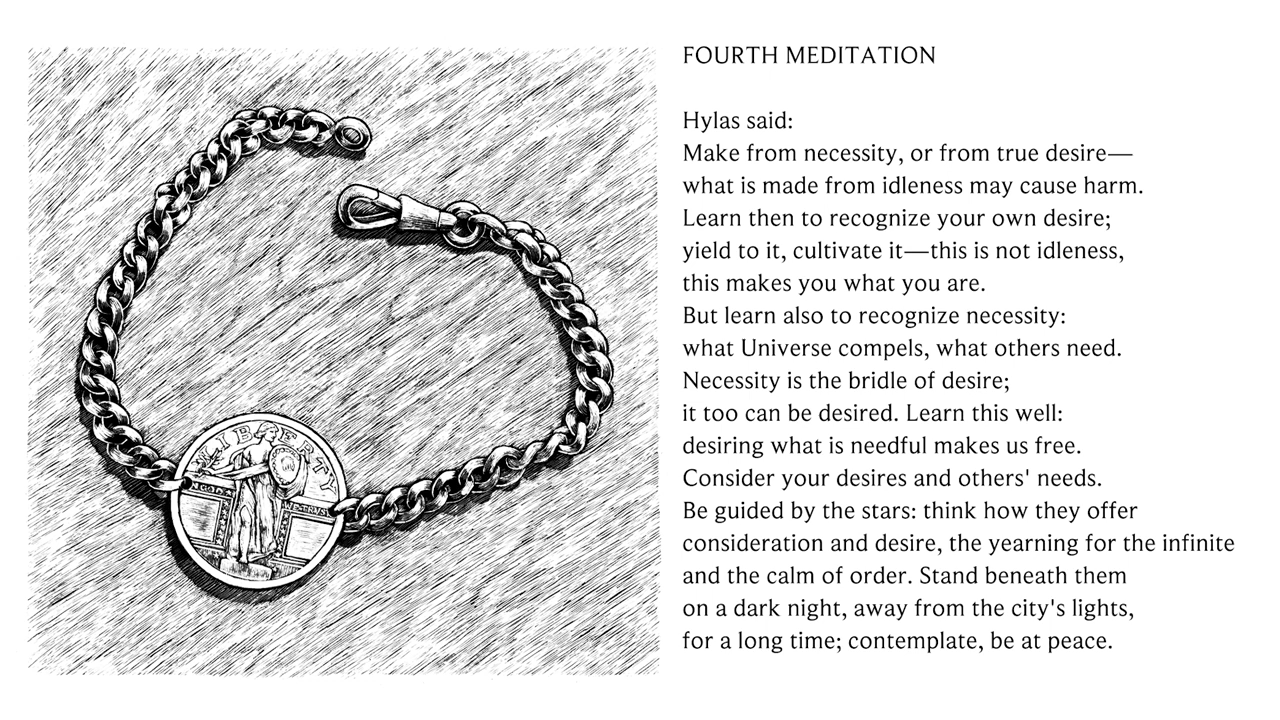 LIBERTY
IN GOD WE TRUST
FOURTH MEDITATION
Hylas said:
Make from necessity, or from true desire—
what is made from idleness may cause harm.
Learn then to recognize your own desire;
yield to it, cultivate it—this is not idleness,
this makes you what you are.
But learn also to recognize necessity:
what Universe compels, what others need.
Necessity is the bridle of desire;
it too can be desired. Learn this well:
desiring what is needful makes us free.
Consider your desires and others' needs.
Be guided by the stars: think how they offer
consideration and desire, the yearning for the infinite
and the calm of order. Stand beneath them
on a dark night, away from the city's lights,
for a long time; contemplate, be at peace.